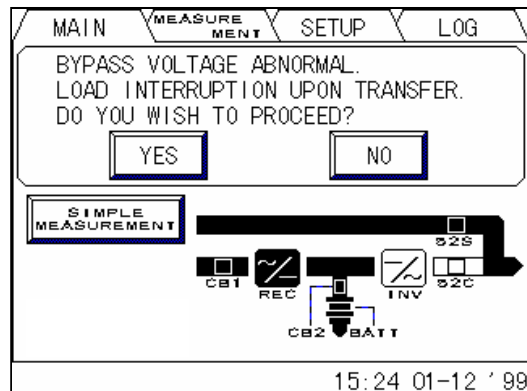 MAIN
MEASURE
MENT
SETUP
LOG
BYPASS VOLTAGE ABNORMAL.
LOAD INTERRUPTION UPON TRANSFER.
DO YOU WISH TO PROCEED?
YES
NO
SIMPLE
MEASUREMENT
52S
CB1
REC
INV
52C
CB2
BATT
15:24 01-12 '99